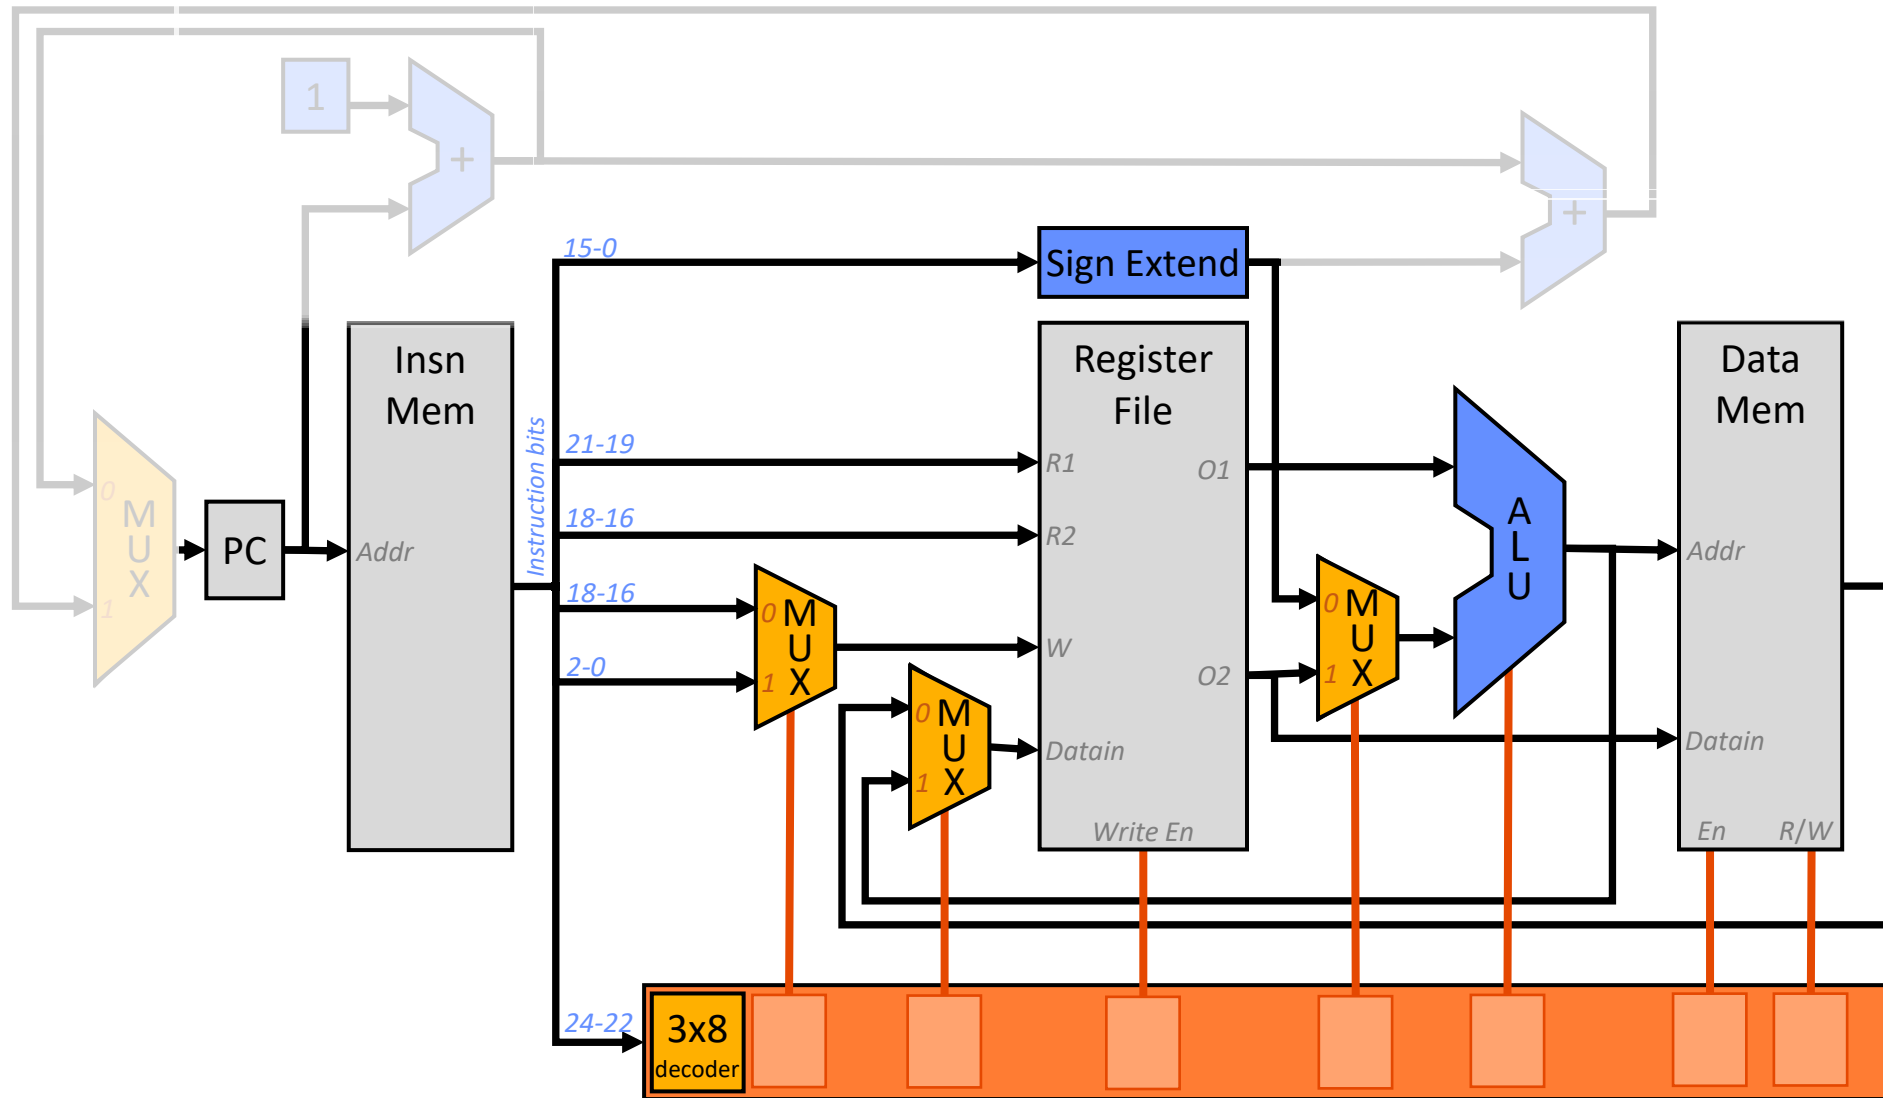 1
+
+
15-0
Sign Extend
Insn
Mem
Register
File
Data
Mem
Instruction bits
21-19
R1
O1
0
M
U
X
1
PC
Addr
18-16
R2
A
L
U
Addr
18-16
0
M
U
X
1
2-0
W
O2
0
M
U
X
1
0
M
U
X
1
Datain
Datain
Write En
En
R/W
24-22
3x8
decoder